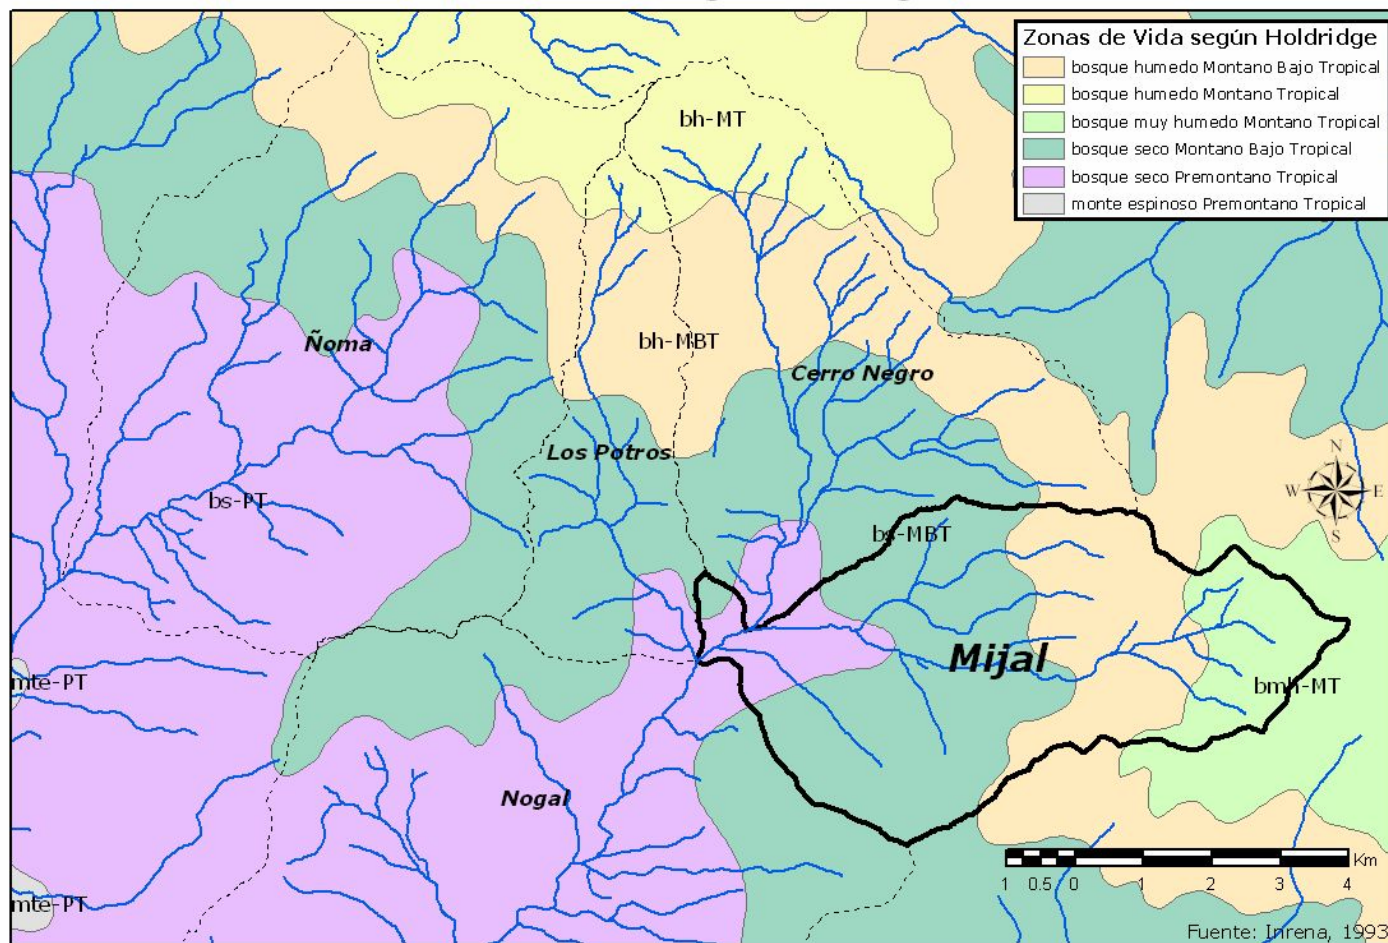 Zonas de Vida según Holdridge
bosque humedo Montano Bajo Tropical
bosque humedo Montano Tropical
bosque muy humedo Montano Tropical
bosque seco Montano Bajo Tropical
bosque seco Premontano Tropical
monte espinoso Premontano Tropical
bh-MT
bh-MBT
Ñoma
Cerro Negro
Los Potros
N
W E
S
bs-PT
bs-MBT
Mijal
mte-PT
bmh-MT
Nogal
Km
1 0.5 0 1 2 3 4
mte-PT
Fuente: Inrena, 1993